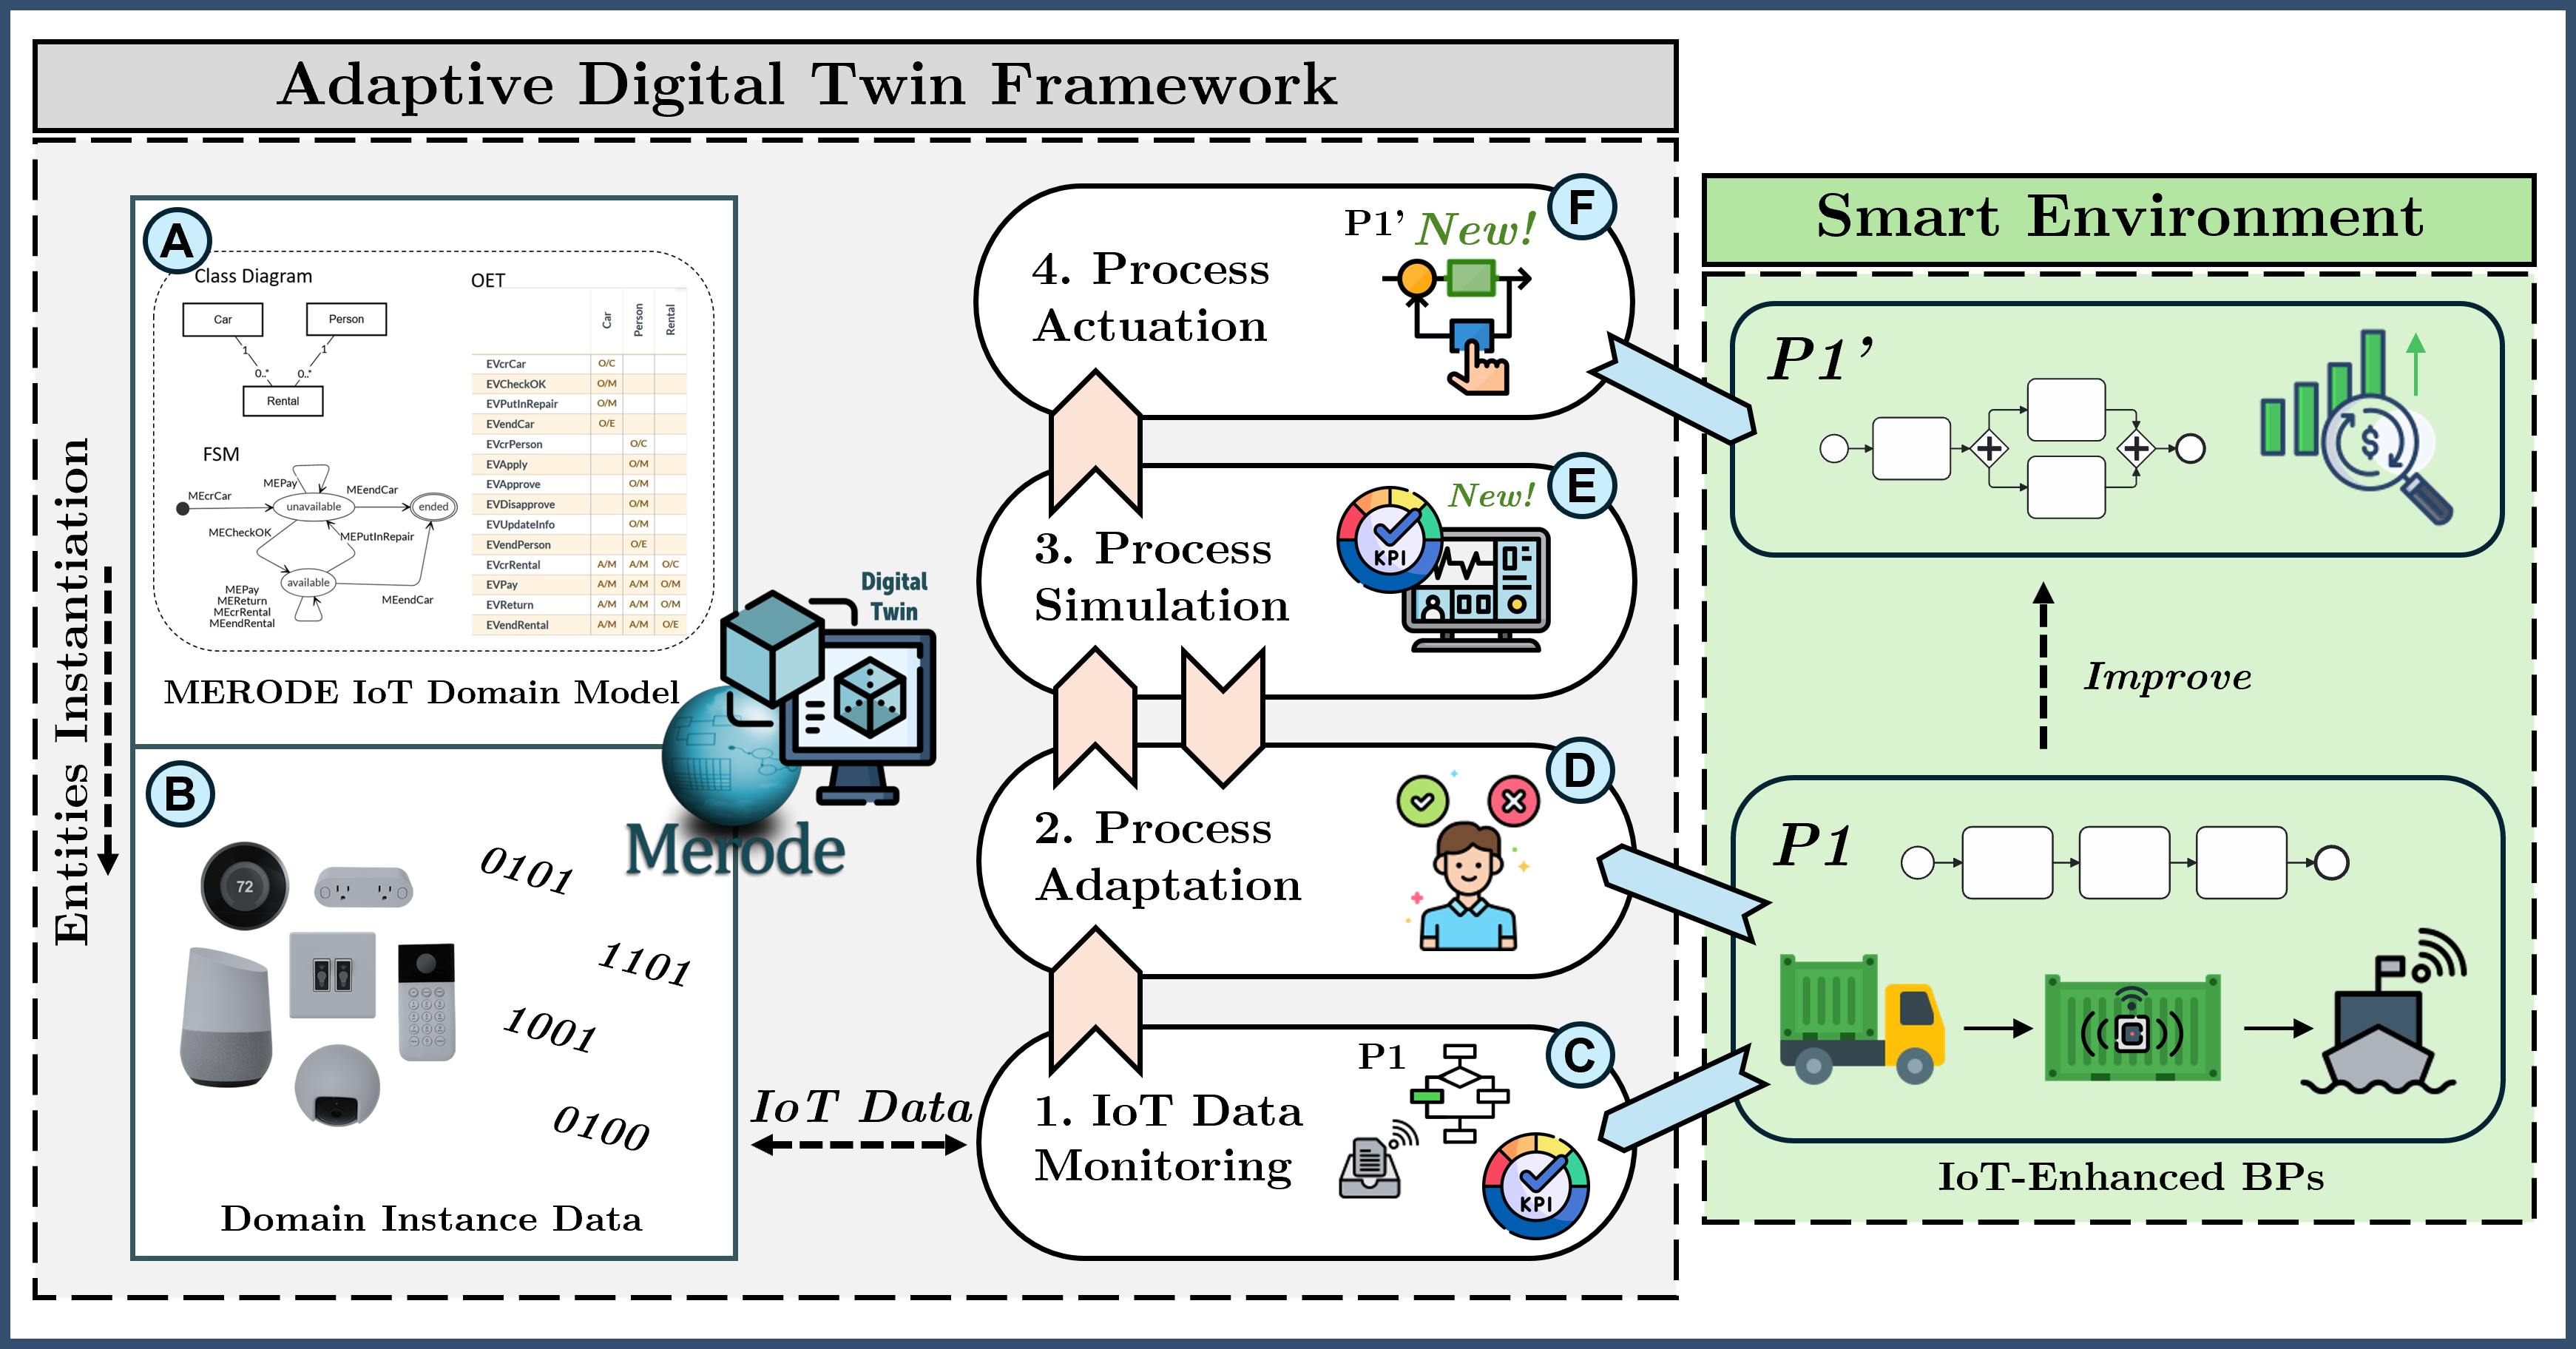 Adaptive Digital Twin Framework
Entities Instantiation
A
Class Diagram
Car
Person
1
1
0..*
0..*
Rental
FSM
MEcrCar
MEPay
MEendCar
unavailable
ended
MECheckOK
MEPutInRepair
available
MEPay
MEReturn
MEcrRental
MEendRental
MEendCar
OET
Car Person Rental
EVcrCar O/C
EVCheckOK O/M
EVPutInRepair O/M
EVendCar O/E
EVcrPerson O/C
EVApply O/M
EVApprove O/M
EVDisapprove O/M
EVUpdateInfo O/M
EVendPerson O/E
EVcrRental A/M A/M O/C
EVPay A/M A/M O/M
EVReturn A/M A/M O/M
EVendRental A/M A/M O/E
MERODE IoT Domain Model
B
72
0101
1101
1001
0100
Domain Instance Data
Digital
Twin
Merode
IoT Data
F
4. Process
Actuation
P1' New!
E
3. Process
Simulation
New!
KPI
D
2. Process
Adaptation
C
1. IoT Data
Monitoring
P1
KPI
Smart Environment
P1'
$
Improve
P1
IoT-Enhanced BPs